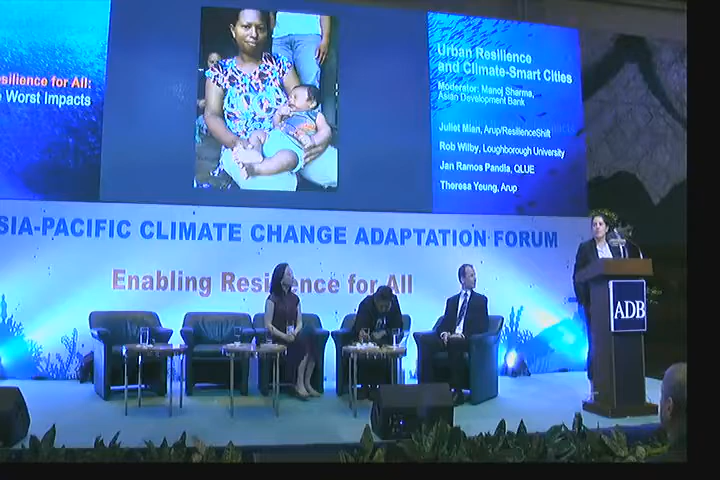 silience for All:
Worst Impacts
Urban Resilience
and Climate-Smart Cities
Moderator: Manoj Sharma,
Asian Development Bank
Juliet Mian, Arup/ResilienceShift
Rob Wilby, Loughborough University
Jan Ramos Pandia, QLUE
Theresa Yeung, Arup
SIA-PACIFIC CLIMATE CHANGE ADAPTATION FORUM
Enabling Resilience for All
ADB